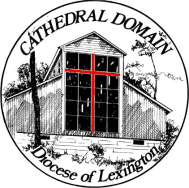 CATHEDRAL DOMAIN
Diocese of Lexington